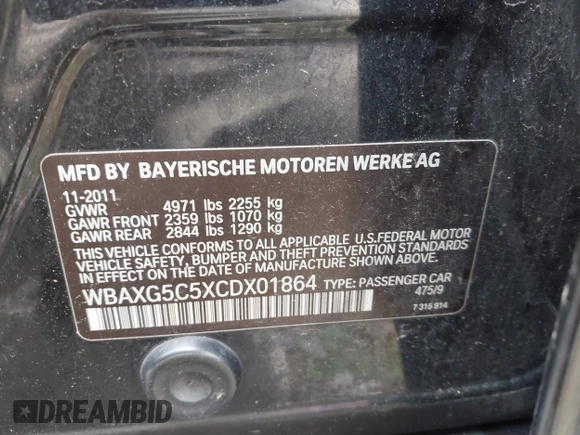 MFD BY BAYERISCHE MOTOREN WERKE AG
11-2011
GVWR 4971 lbs 2255 kg
GAWR FRONT 2359 lbs 1070 kg
GAWR REAR 2844 lbs 1290 kg
THIS VEHICLE CONFORMS TO ALL APPLICABLE U.S.FEDERAL MOTOR
VEHICLE SAFETY, BUMPER AND THEFT PREVENTION STANDARDS
IN EFFECT ON THE DATE OF MANUFACTURE SHOWN ABOVE.
WBAXG5C5XCDX01864 TYPE: PASSENGER CAR
475/9
7 315 914
DREAMBID